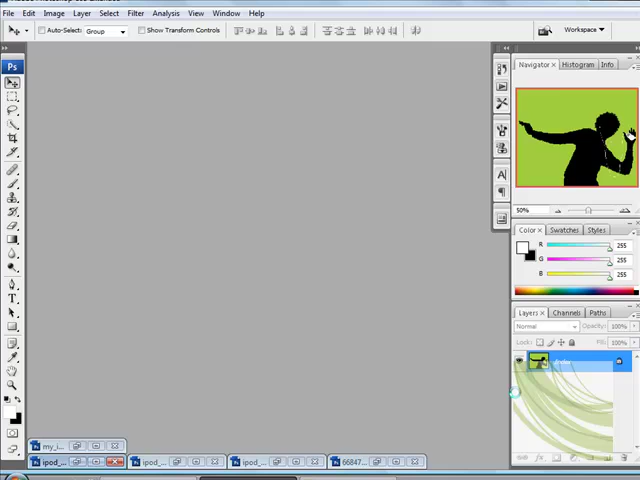 File Edit Image Layer Select Filter Analysis View Window Help
Auto-Select: Group Show Transform Controls Workspace
Ps
Navigator Histogram Info
50%
Color Swatches Styles
R 255
G 255
B 255
Layers Channels Paths
Normal Opacity: 100%
Lock: Fill: 100%
my_i...
ipod_... ipod_... ipod_... 66847...